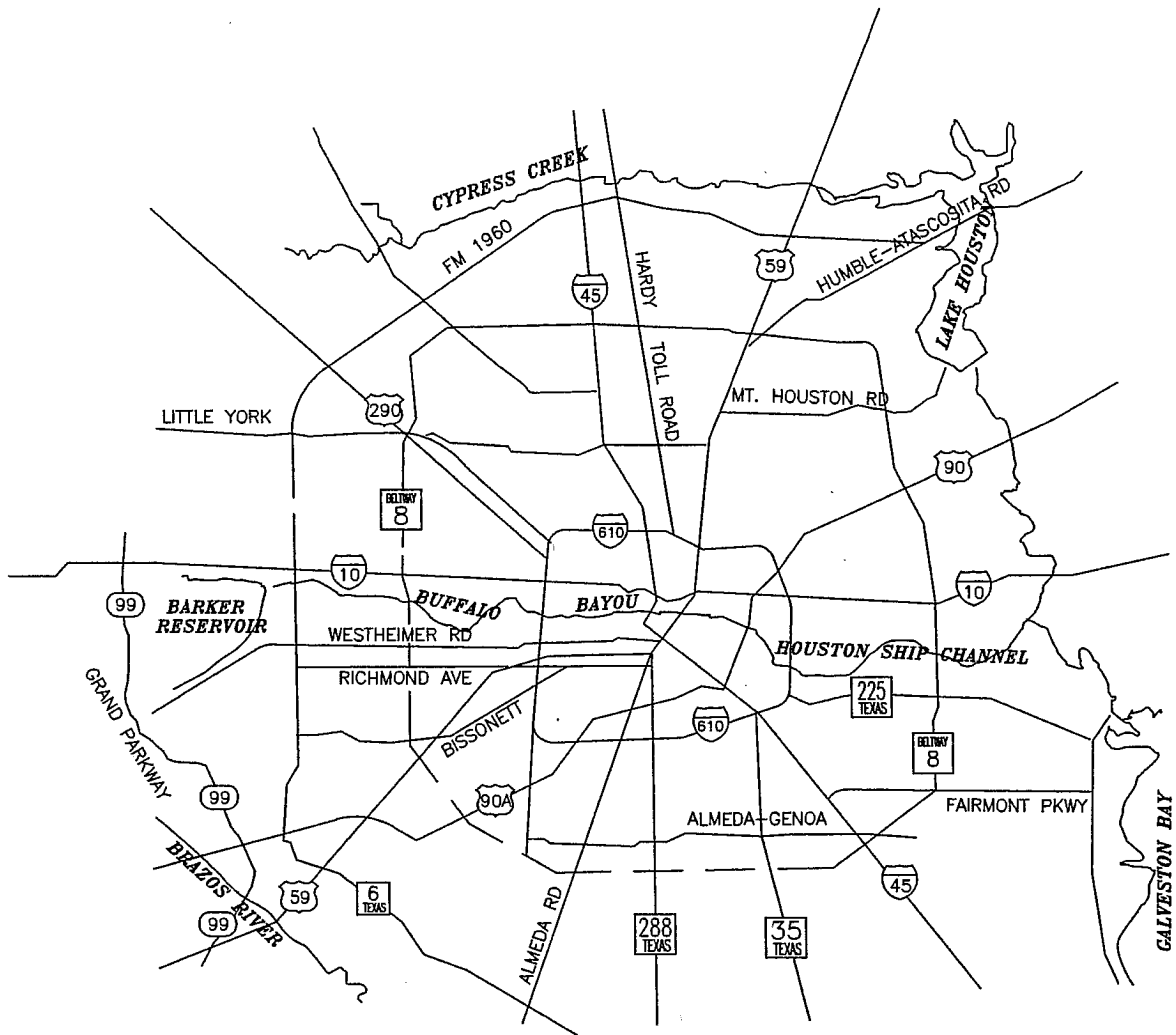 CYPRESS CREEK
FM 1960
45
HARDY
TOLL ROAD
59
HUMBLE-ATASCOSITA RD
LAKE HOUSTON
MT. HOUSTON RD
290
LITTLE YORK
90
BELTWAY
8
610
10
10
99
BARKER
RESERVOIR
BUFFALO
BAYOU
WESTHEIMER RD
HOUSTON SHIP CHANNEL
RICHMOND AVE
225
TEXAS
GRAND PARKWAY
BISSONETT
610
BELTWAY
8
99
90A
FAIRMONT PKWY
ALMEDA-GENOA
BRAZOS RIVER
59
6
TEXAS
45
99
ALMEDA RD
288
TEXAS
35
TEXAS
GALVESTON BAY